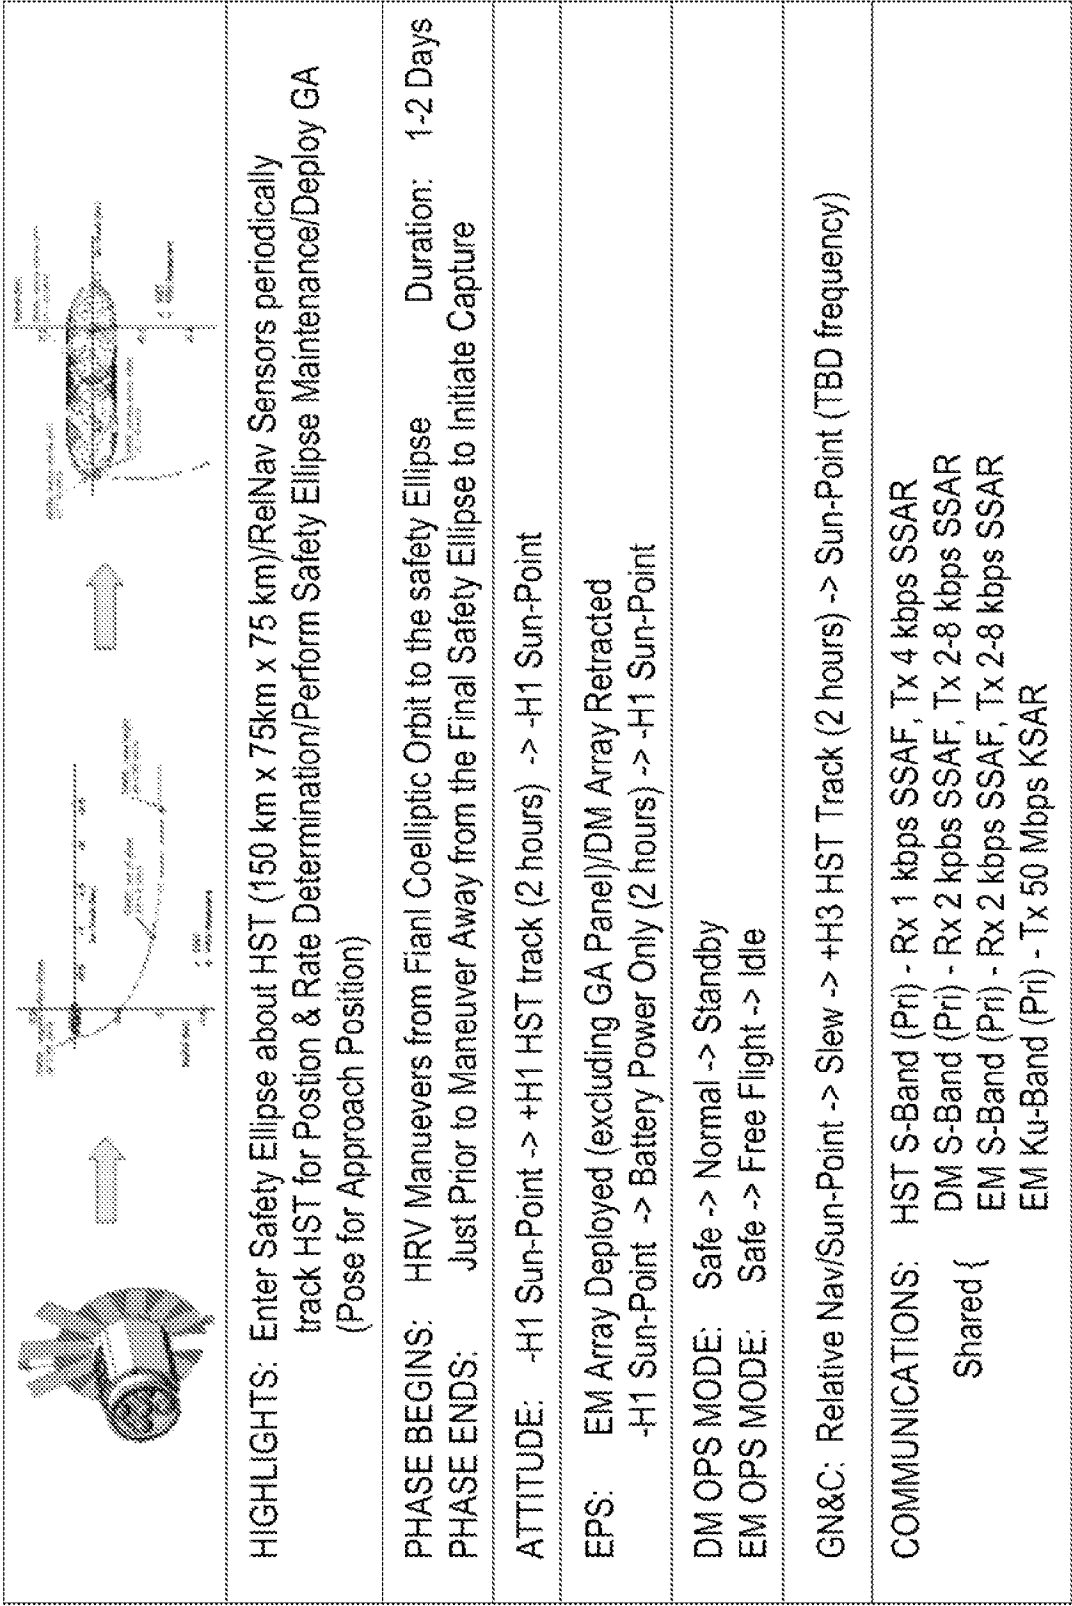 HIGHLIGHTS: Enter Safety Ellipse about HST (150 km x 75km x 75 km)/RelNav Sensors periodically
track HST for Postion & Rate Determination/Perform Safety Ellipse Maintenance/Deploy GA
(Pose for Approach Position)
PHASE BEGINS: HRV Manuevers from Fianl Coelliptic Orbit to the safety Ellipse Duration: 1-2 Days
PHASE ENDS: Just Prior to Maneuver Away from the Final Safety Ellipse to Initiate Capture
ATTITUDE: -H1 Sun-Point -> +H1 HST track (2 hours) -> -H1 Sun-Point
EPS: EM Array Deployed (excluding GA Panel)/DM Array Retracted
-H1 Sun-Point -> Battery Power Only (2 hours) -> -H1 Sun-Point
DM OPS MODE: Safe -> Normal -> Standby
EM OPS MODE: Safe -> Free Flight -> Idle
GN&C: Relative Nav/Sun-Point -> Slew -> +H3 HST Track (2 hours) -> Sun-Point (TBD frequency)
COMMUNICATIONS: HST S-Band (Pri) - Rx 1 kbps SSAF, Tx 4 kbps SSAR
DM S-Band (Pri) - Rx 2 kpbs SSAF, Tx 2-8 kbps SSAR
Shared { EM S-Band (Pri) - Rx 2 kbps SSAF, Tx 2-8 kbps SSAR
EM Ku-Band (Pri) - Tx 50 Mbps KSAR